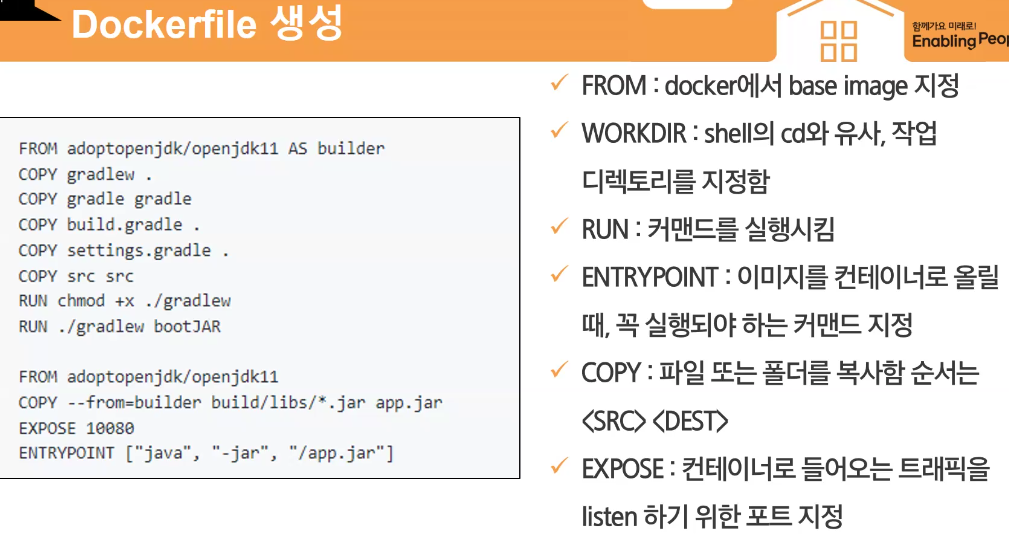 Dockerfile 생성
함께가요 미래로!
Enabling
FROM adoptopenjdk/openjdk11 AS builder
COPY gradlew .
COPY gradle gradle
COPY build.gradle .
COPY settings.gradle .
COPY src src
RUN chmod +x ./gradlew
RUN ./gradlew bootJAR
FROM adoptopenjdk/openjdk11
COPY --from=builder build/libs/*.jar app.jar
EXPOSE 10080
ENTRYPOINT ["java", "-jar", "/app.jar"]
✓ FROM : docker에서 base image 지정
✓ WORKDIR : shell의 cd와 유사, 작업
디렉토리를 지정함
✓ RUN : 커맨드를 실행시킴
✓ ENTRYPOINT : 이미지를 컨테이너로 올릴
때, 꼭 실행되야 하는 커맨드 지정
✓ COPY : 파일 또는 폴더를 복사함 순서는
<SRC> <DEST>
✓ EXPOSE : 컨테이너로 들어오는 트래픽을
listen 하기 위한 포트 지정